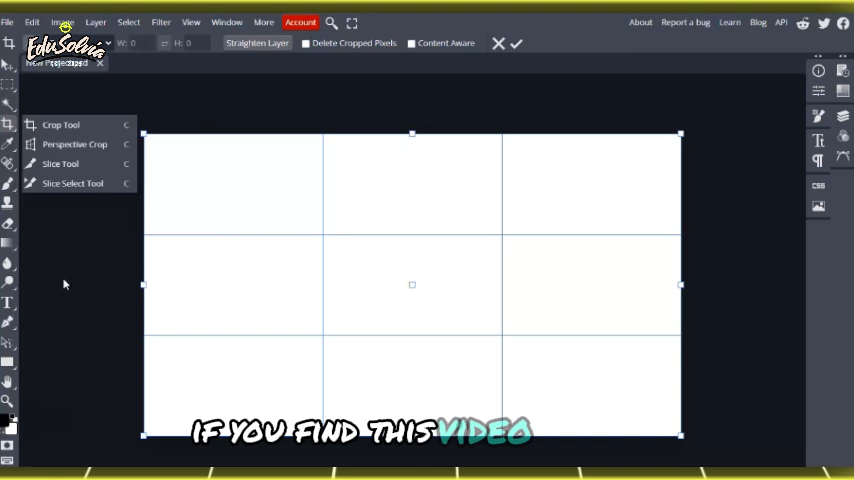 File Edit Image Layer Select Filter View Window More Account About Report a bug Learn Blog API
EduSolvia
W: 0 H: 0 Straighten Layer Delete Cropped Pixels Content Aware
Crop Tool C
Perspective Crop C
Slice Tool C
Slice Select Tool C
CSS
IF YOU FIND THIS VIDEO